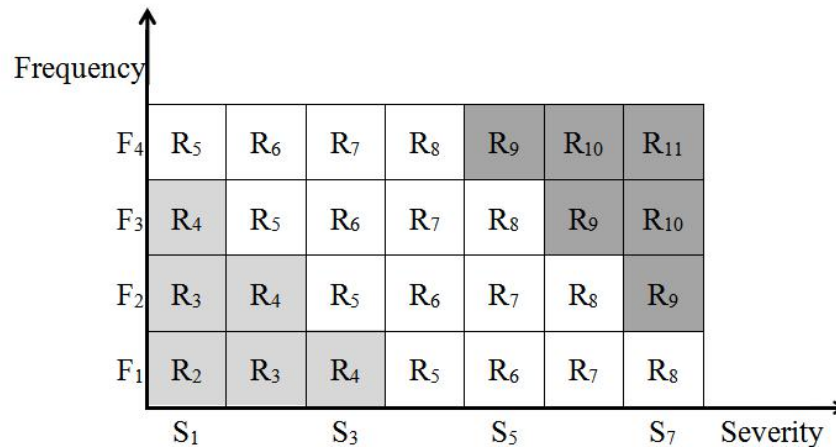 Frequency
F₄ R₅ R₆ R₇ R₈ R₉ R₁₀ R₁₁
F₃ R₄ R₅ R₆ R₇ R₈ R₉ R₁₀
F₂ R₃ R₄ R₅ R₆ R₇ R₈ R₉
F₁ R₂ R₃ R₄ R₅ R₆ R₇ R₈
S₁ S₃ S₅ S₇ Severity